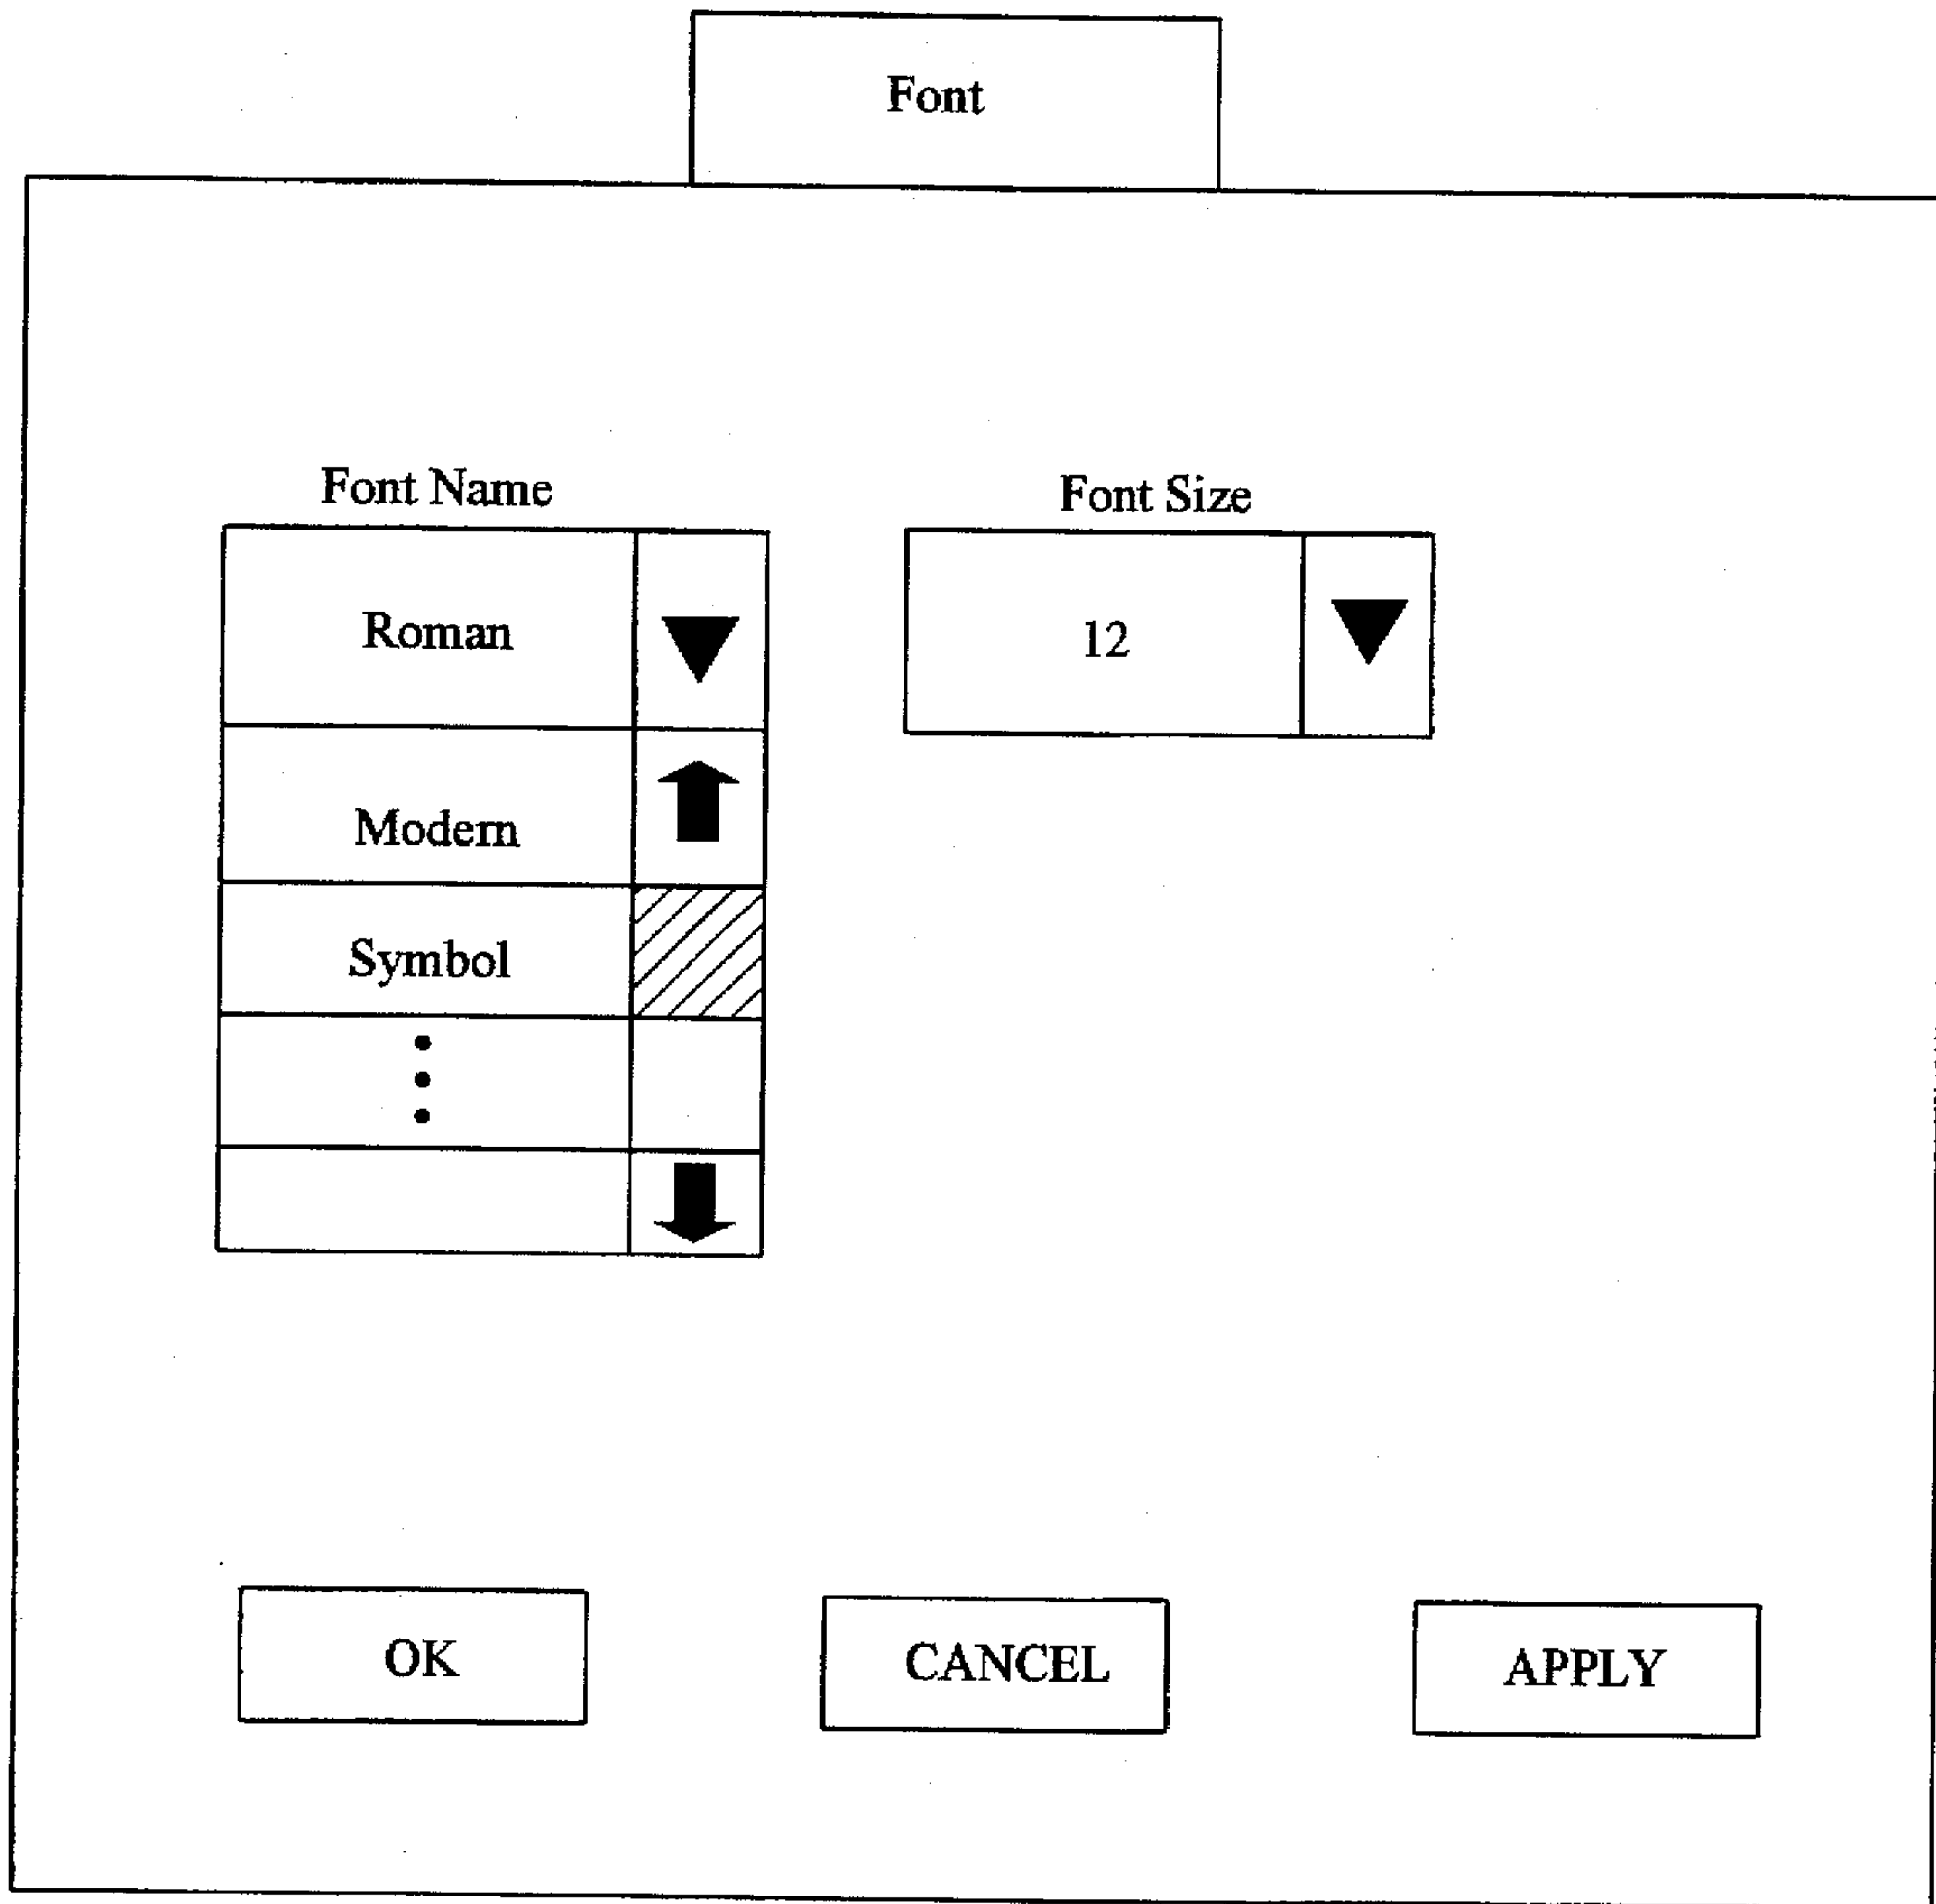 Font
Font Name
Font Size
Roman
12
Modern
Symbol
OK
CANCEL
APPLY